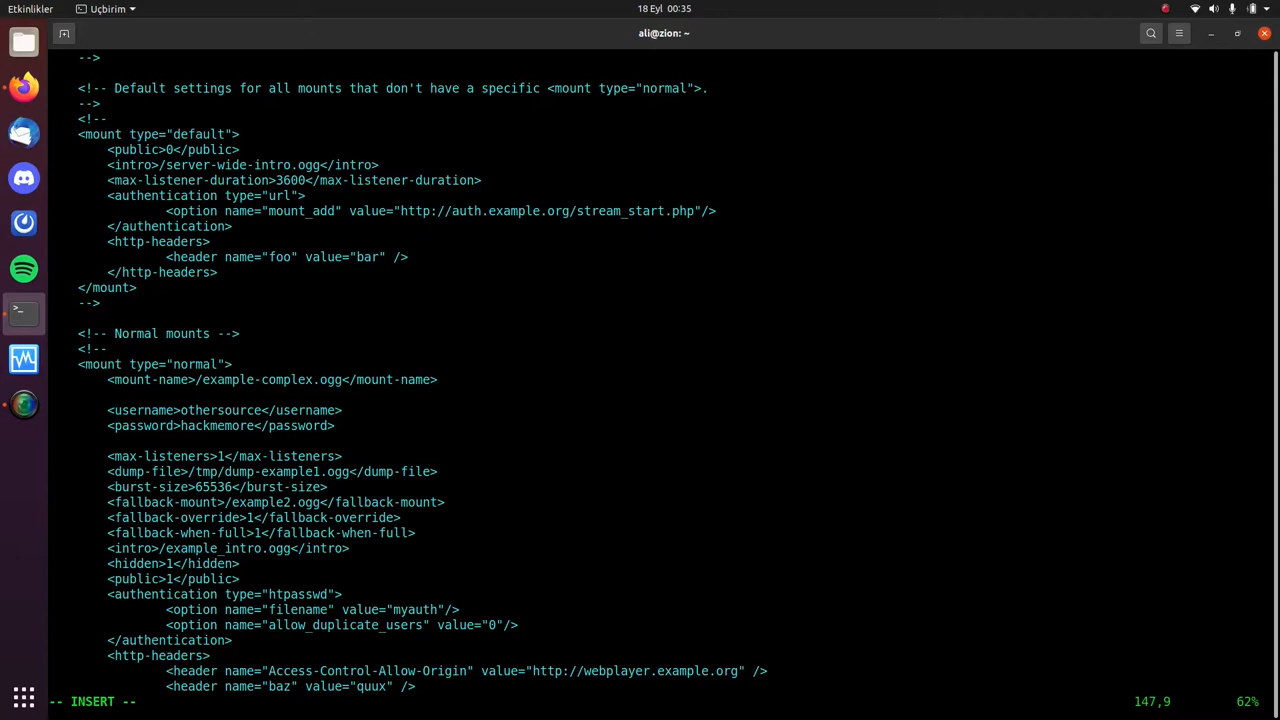 Etkinlikler
Uçbirim
18 Eyl 00:35
ali@zion: ~
-->
<!-- Default settings for all mounts that don't have a specific <mount type="normal">.
-->
<!--
<mount type="default">
<public>0</public>
<intro>/server-wide-intro.ogg</intro>
<max-listener-duration>3600</max-listener-duration>
<authentication type="url">
<option name="mount_add" value="http://auth.example.org/stream_start.php"/>
</authentication>
<http-headers>
<header name="foo" value="bar" />
</http-headers>
</mount>
-->
<!-- Normal mounts -->
<!--
<mount type="normal">
<mount-name>/example-complex.ogg</mount-name>
<username>othersource</username>
<password>hackmemore</password>
<max-listeners>1</max-listeners>
<dump-file>/tmp/dump-example1.ogg</dump-file>
<burst-size>65536</burst-size>
<fallback-mount>/example2.ogg</fallback-mount>
<fallback-override>1</fallback-override>
<fallback-when-full>1</fallback-when-full>
<intro>/example_intro.ogg</intro>
<hidden>1</hidden>
<public>1</public>
<authentication type="htpasswd">
<option name="filename" value="myauth"/>
<option name="allow_duplicate_users" value="0"/>
</authentication>
<http-headers>
<header name="Access-Control-Allow-Origin" value="http://webplayer.example.org" />
<header name="baz" value="quux" />
-- INSERT -- 147,9 62%